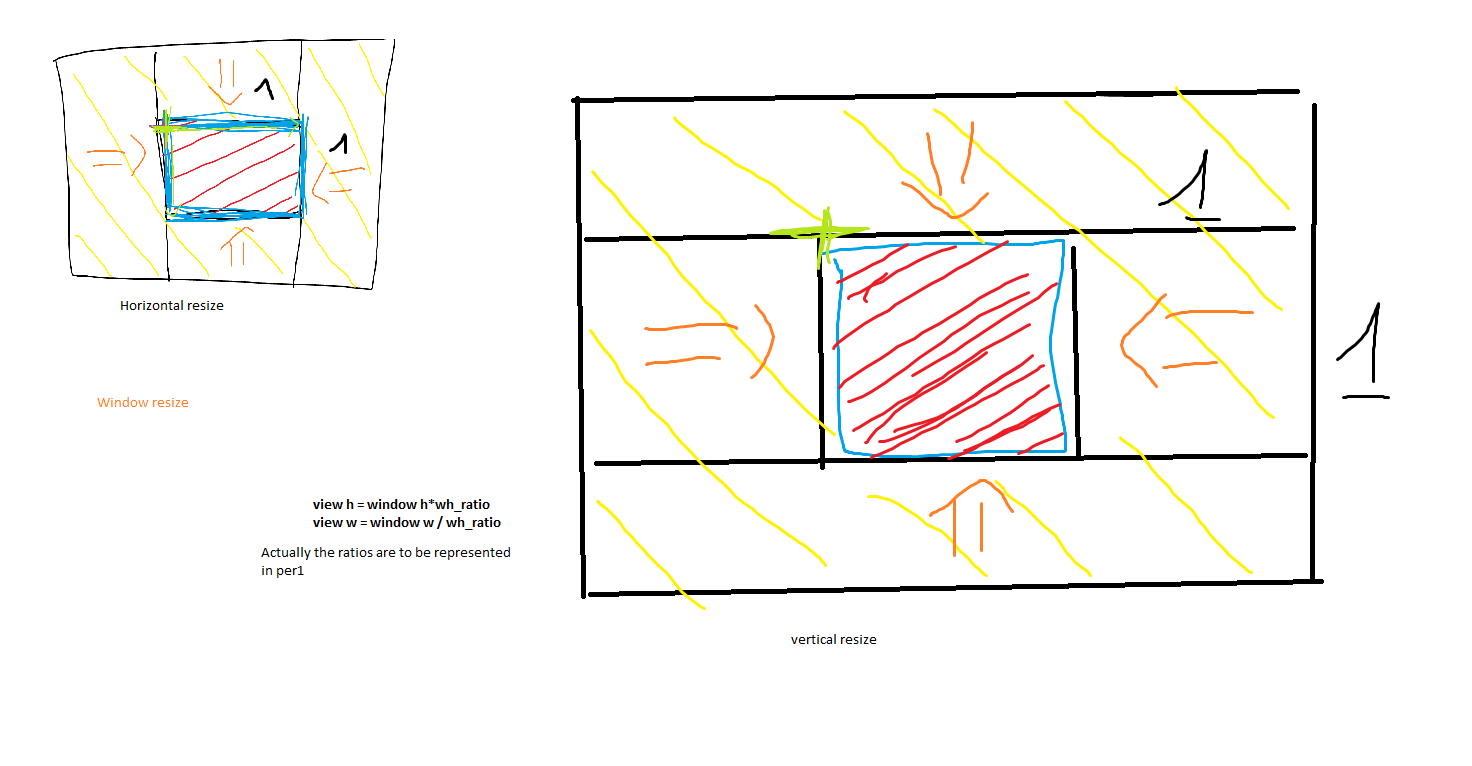 1
1
1
1
Horizontal resize
Window resize
view h = window h*wh_ratio
view w = window w / wh_ratio
Actually the ratios are to be represented
in per1
vertical resize